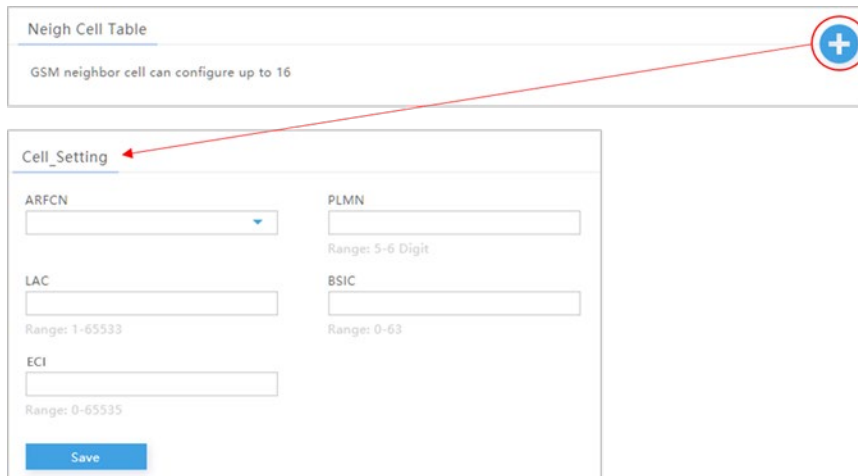 Neigh Cell Table
GSM neighbor cell can configure up to 16
Cell_Setting
ARFCN
PLMN
Range: 5-6 Digit
LAC
BSIC
Range: 1-65533
Range: 0-63
ECI
Range: 0-65535
Save